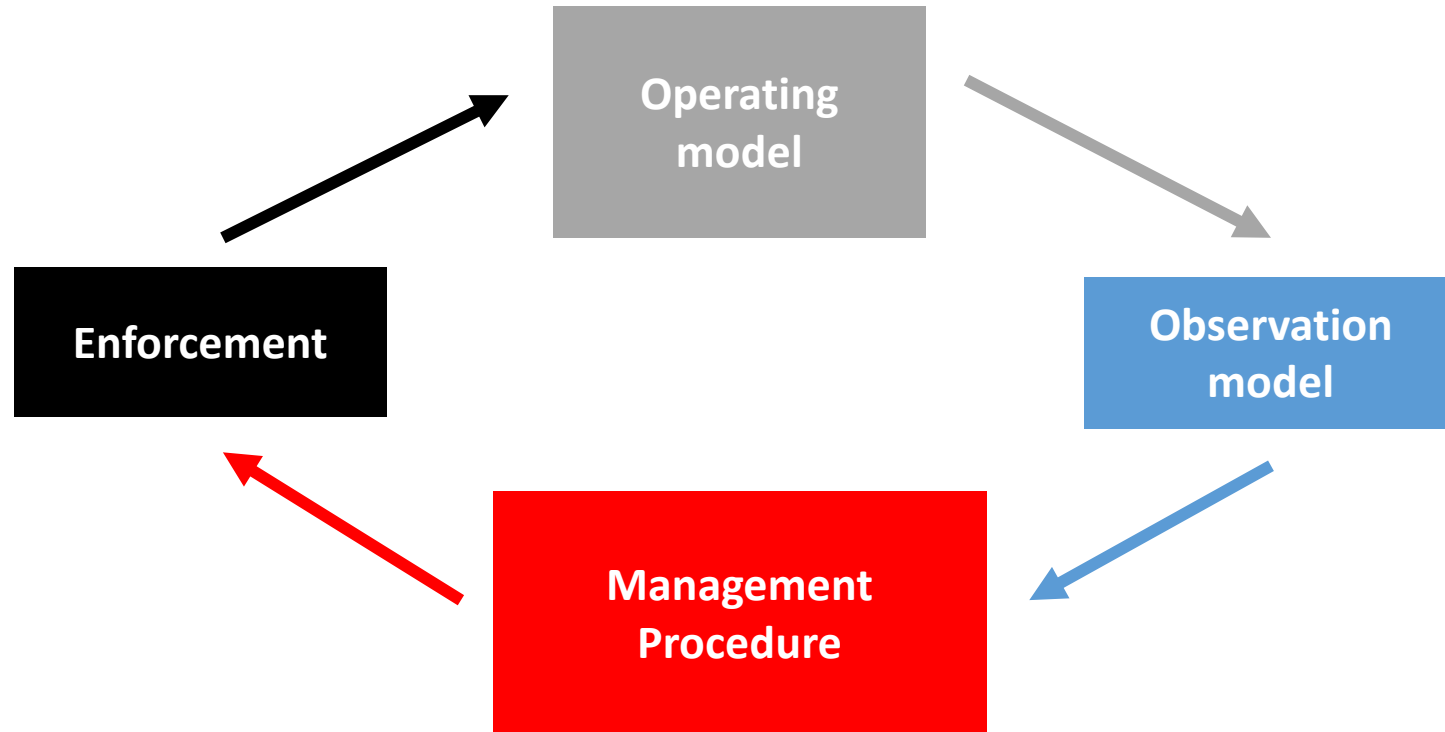 Operating
model
Enforcement
Observation
model
Management
Procedure